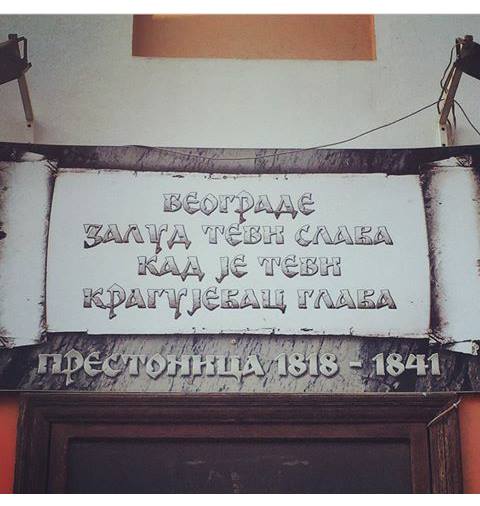 БЕОГРАДЕ
ЗАЛУД ТЕБИ СЛАВА
КАД ЈЕ ТЕБИ
КРАГУЈЕВАЦ ГЛАВА
ПРЕСТОНИЦА 1818 - 1841